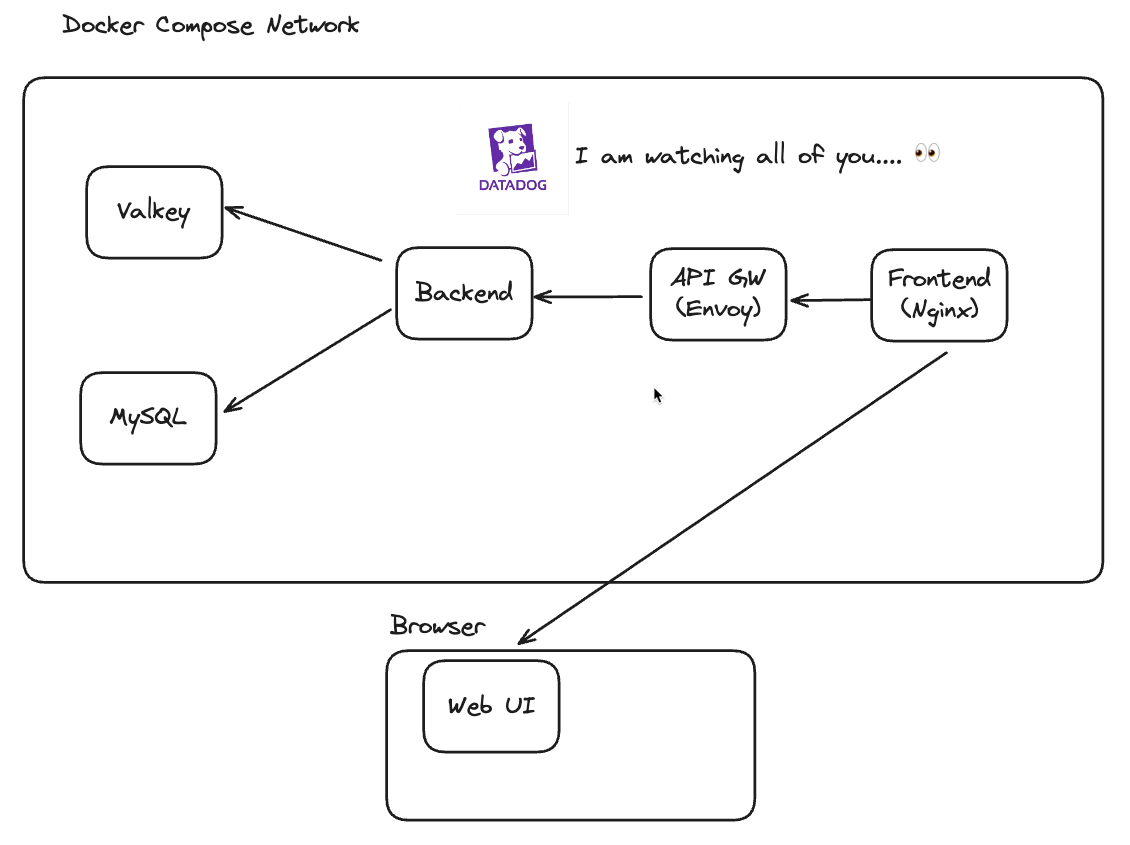 Docker Compose Network
DATADOG
I am watching all of you.... 👀
Valkey
Backend
API GW
(Envoy)
Frontend
(Nginx)
MySQL
Browser
Web UI